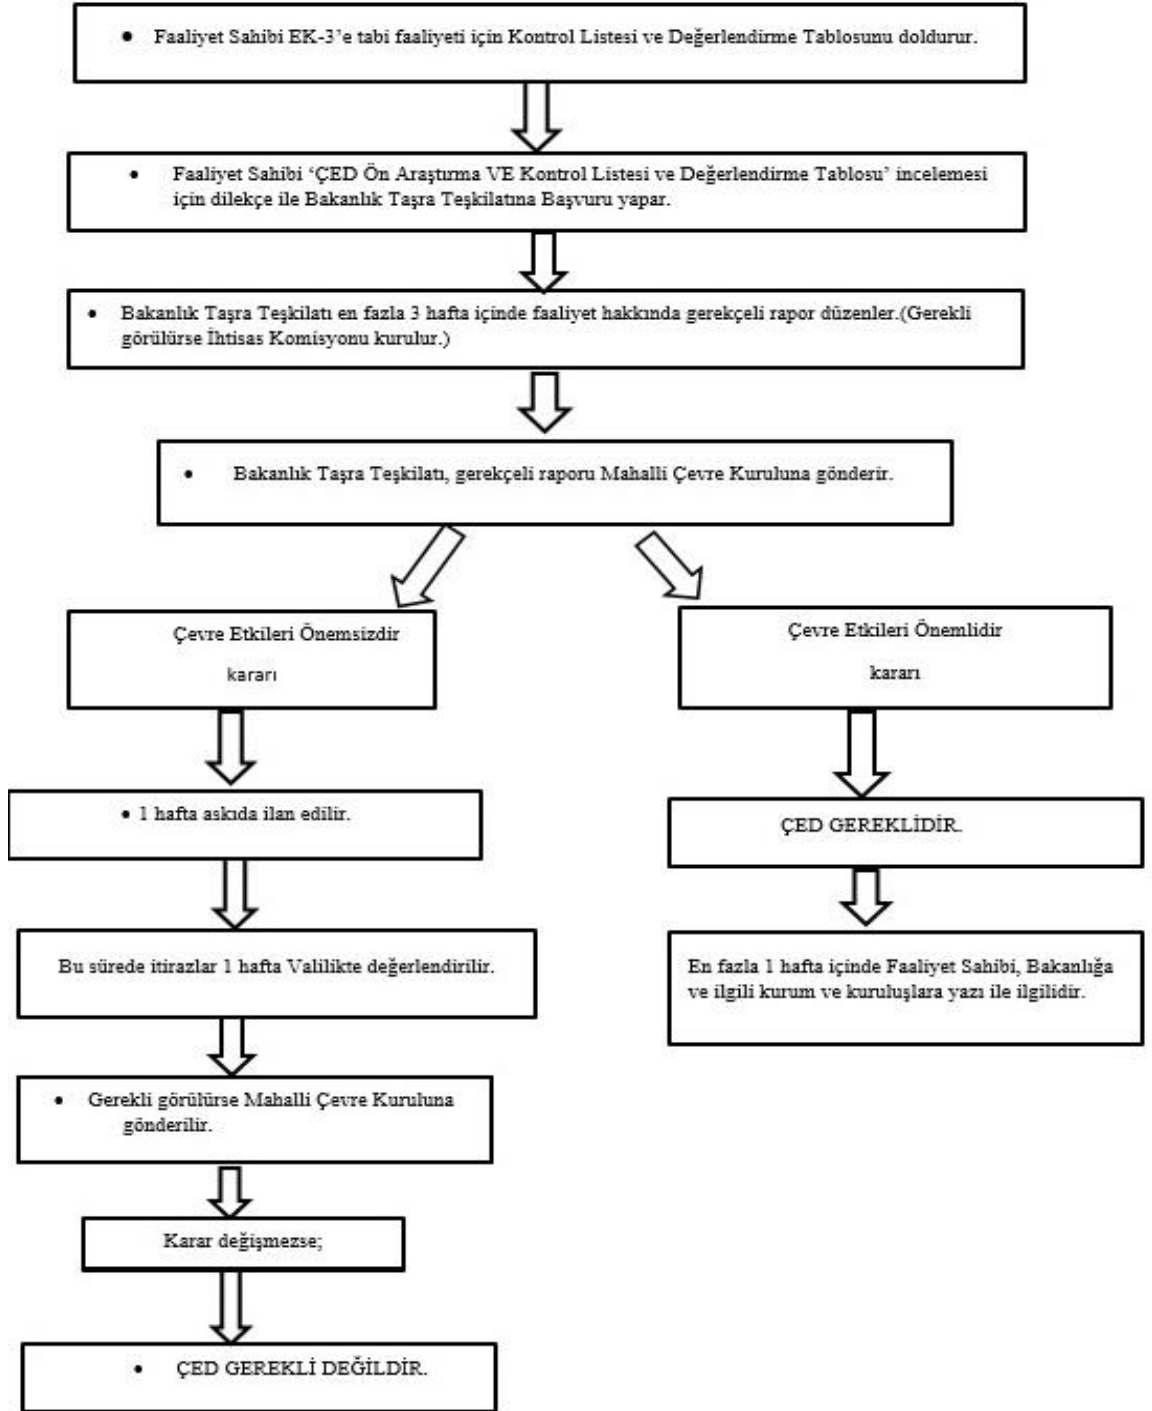 • Faaliyet Sahibi EK-3’e tabi faaliyeti için Kontrol Listesi ve Değerlendirme Tablosunu doldurur.
• Faaliyet Sahibi ‘ÇED Ön Araştırma VE Kontrol Listesi ve Değerlendirme Tablosu’ incelemesi
için dilekçe ile Bakanlık Taşra Teşkilatına Başvuru yapar.
• Bakanlık Taşra Teşkilatı en fazla 3 hafta içinde faaliyet hakkında gerekçeli rapor düzenler.(Gerekli
görülürse İhtisas Komisyonu kurulur.)
• Bakanlık Taşra Teşkilatı, gerekçeli raporu Mahalli Çevre Kuruluna gönderir.
Çevre Etkileri Önemsizdir
kararı
• 1 hafta askıda ilan edilir.
Bu sürede itirazlar 1 hafta Valilikte değerlendirilir.
• Gerekli görülürse Mahalli Çevre Kuruluna
gönderilir.
Karar değişmezse;
• ÇED GEREKLİ DEĞİLDİR.
Çevre Etkileri Önemlidir
kararı
ÇED GEREKLİDİR.
En fazla 1 hafta içinde Faaliyet Sahibi, Bakanlığa
ve ilgili kurum ve kuruluşlara yazı ile ilgilidir.